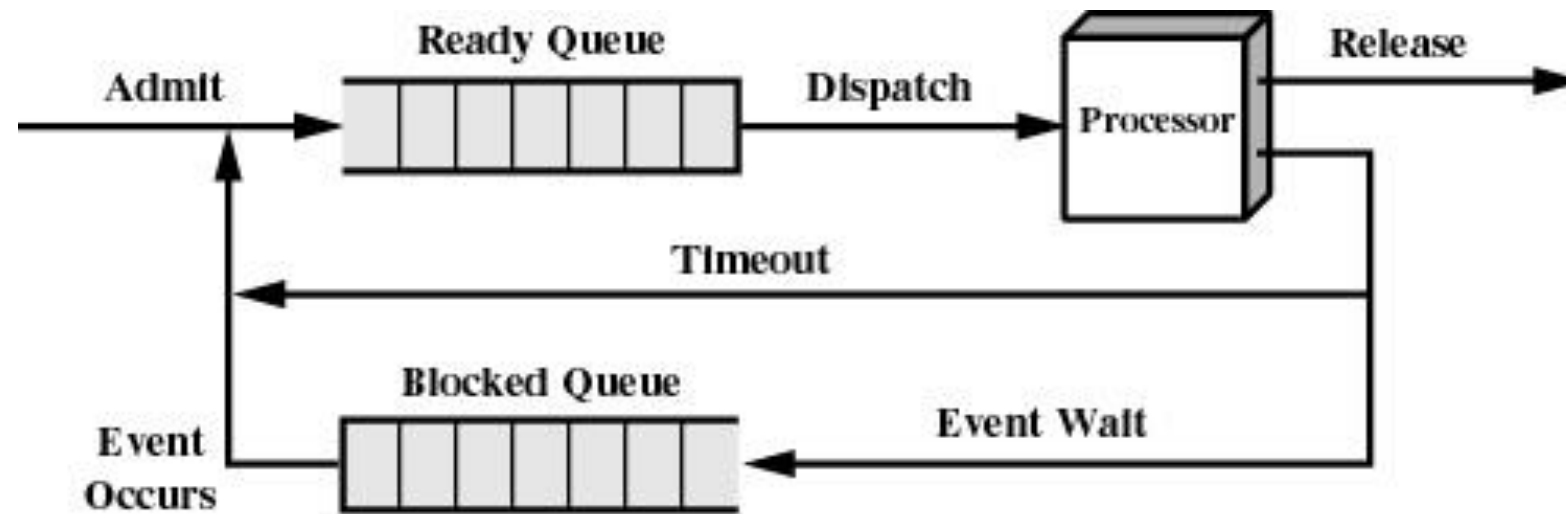 Ready Queue
Release
Admit
Dispatch
Processor
Timeout
Blocked Queue
Event Wait
Event
Occurs